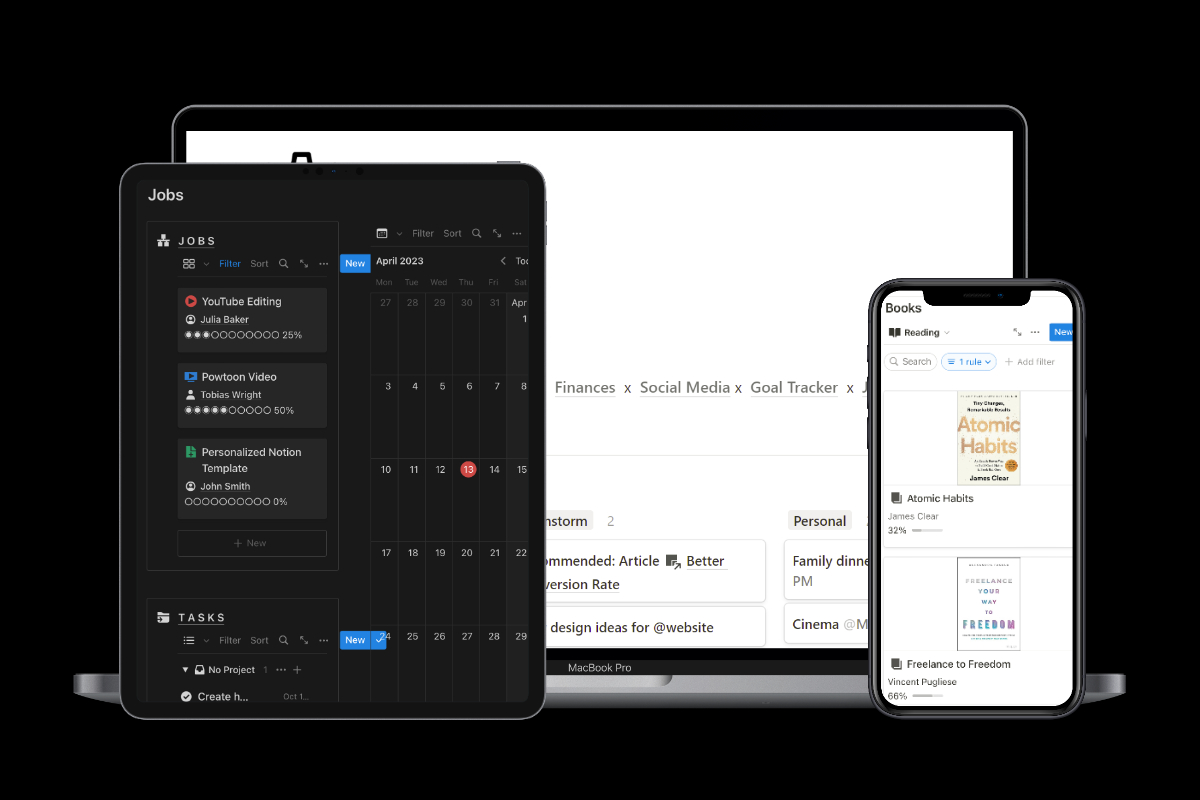 Jobs
JOBS
Filter Sort
New
YouTube Editing
Julia Baker
25%
Powtoon Video
Tobias Wright
50%
Personalized Notion
Template
John Smith
0%
+ New
TASKS
Filter Sort
New
No Project 1
Create h...
Oct 1...
Filter Sort
April 2023
Mon Tue Wed Thu Fri Sat
27 28 29 30 31 Apr
1
3 4 5 6 7 8
10 11 12 13 14 15
17 18 19 20 21 22
24 25 26 27 28 29
Finances x Social Media x Goal Tracker x
2
Article Better
Rate
design ideas for @website
Personal
Family
PM
Cinema
MacBook Pro
Books
Reading
New
Search 1 rule + Add filter
Tiny Changes,
Remarkable Results
Atomic
Habits
James Clear
Atomic Habits
James Clear
32%
FREELANCE
YOUR
WAY
TO
FREEDOM
Freelance to Freedom
Vincent Pugliese
66%